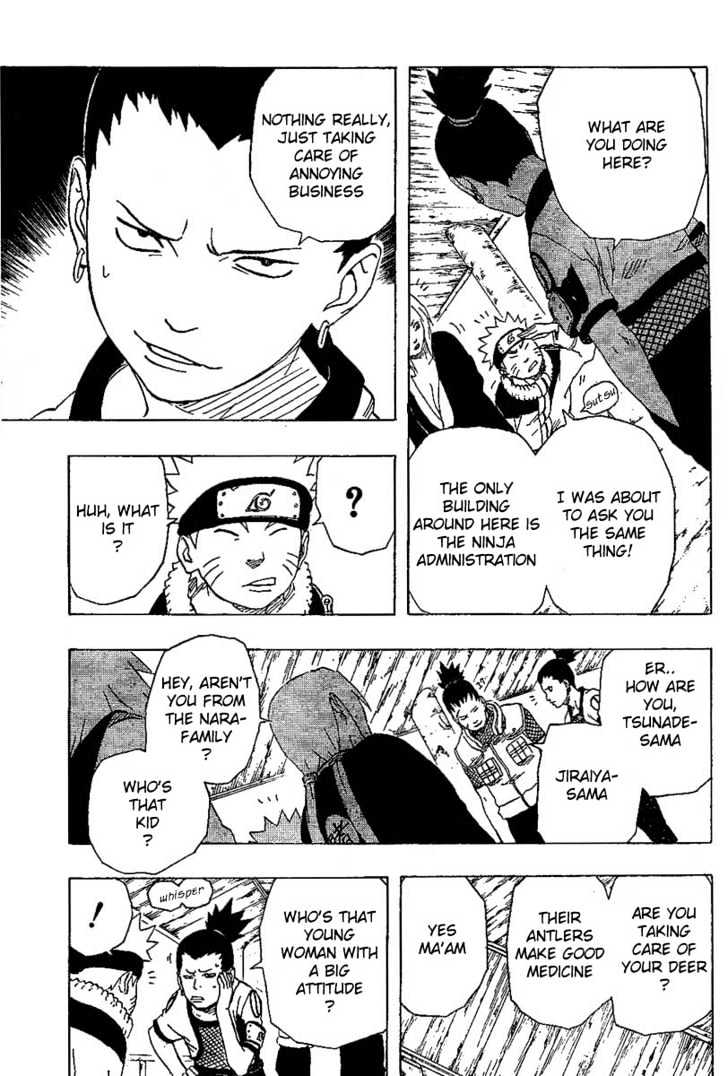 WHAT ARE
YOU DOING
HERE?
sutsu
I WAS ABOUT
TO ASK YOU
THE SAME
THING!
THE ONLY
BUILDING
AROUND HERE IS
THE NINJA
ADMINISTRATION
NOTHING REALLY,
JUST TAKING
CARE OF
ANNOYING
BUSINESS
?
HUH, WHAT
IS IT
?
ER..
HOW ARE
YOU,
TSUNADE-
SAMA
JIRAIYA-
SAMA
HEY, AREN'T
YOU FROM
THE NARA-
FAMILY
?
WHO'S
THAT
KID
?
ARE YOU
TAKING
CARE OF
YOUR DEER
?
THEIR
ANTLERS
MAKE GOOD
MEDICINE
YES
MA'AM
WHO'S THAT
YOUNG
WOMAN WITH
A BIG
ATTITUDE
?
whisper
!